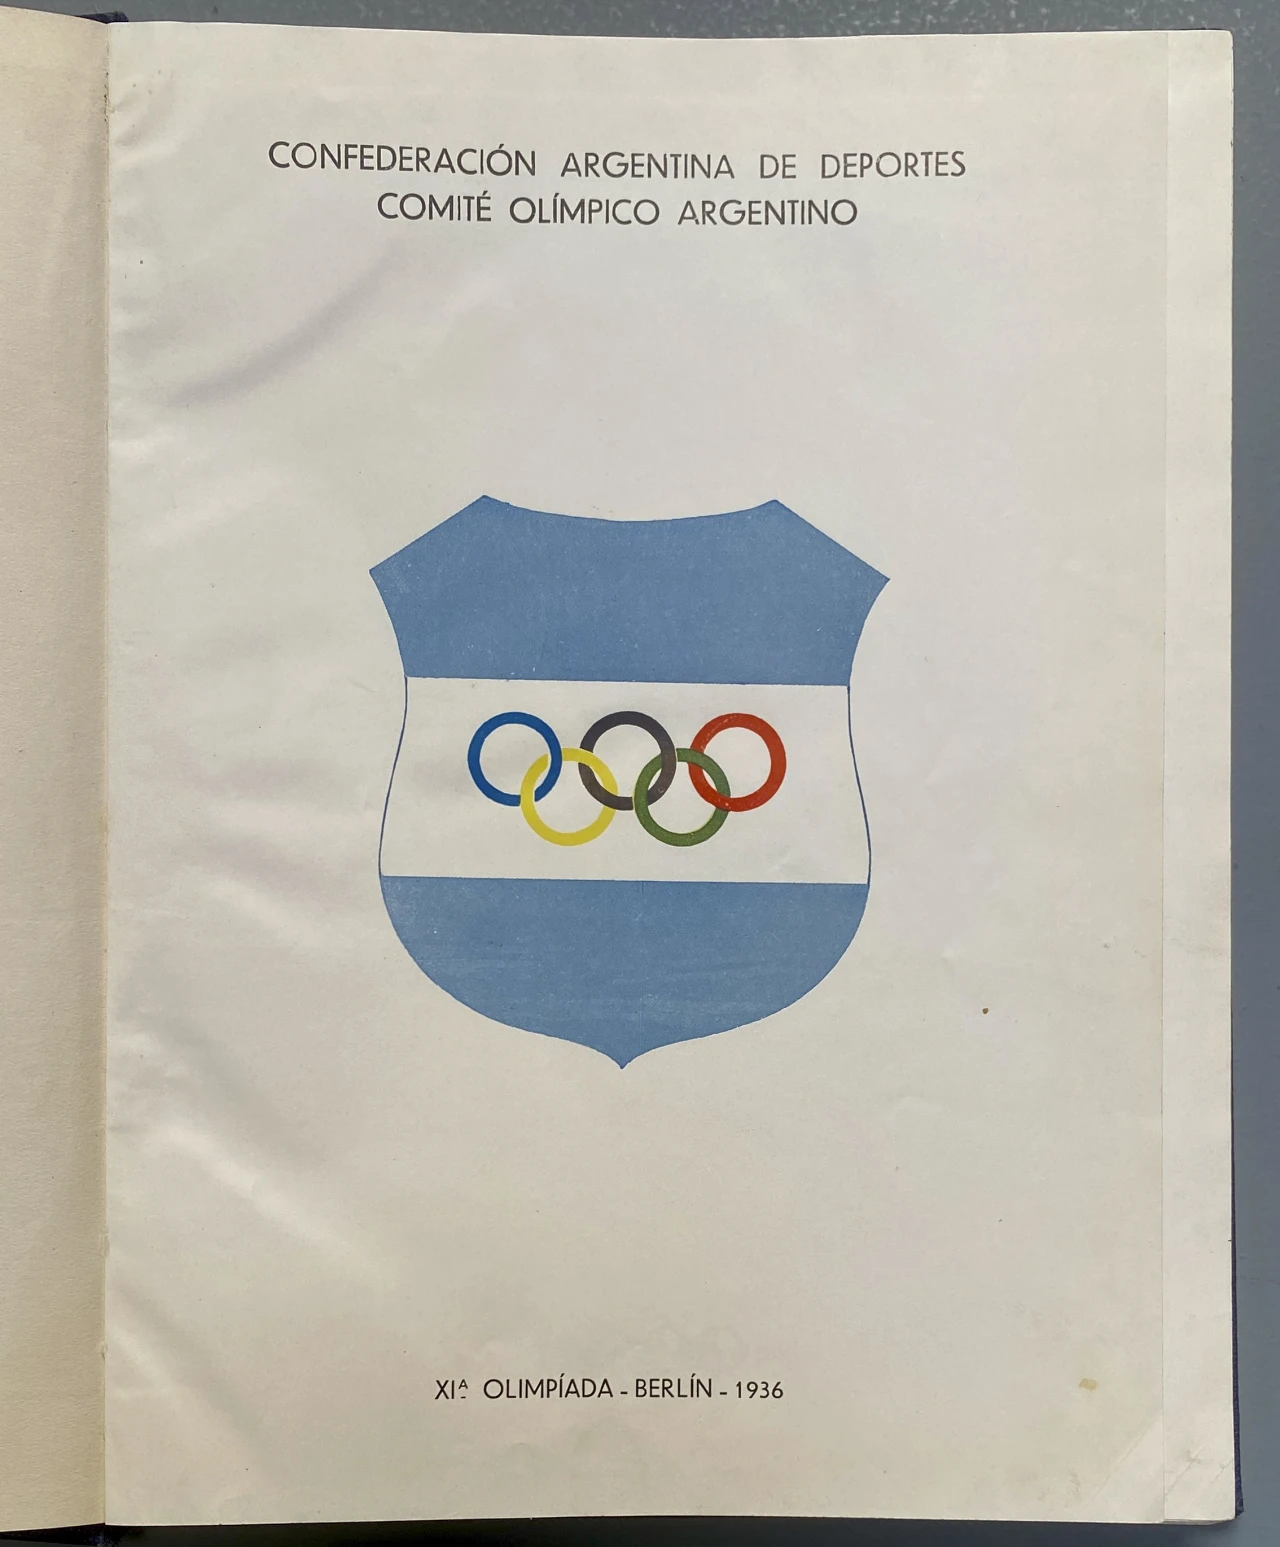 CONFEDERACIÓN ARGENTINA DE DEPORTES
COMITÉ OLÍMPICO ARGENTINO
XIª OLIMPÍADA - BERLÍN - 1936